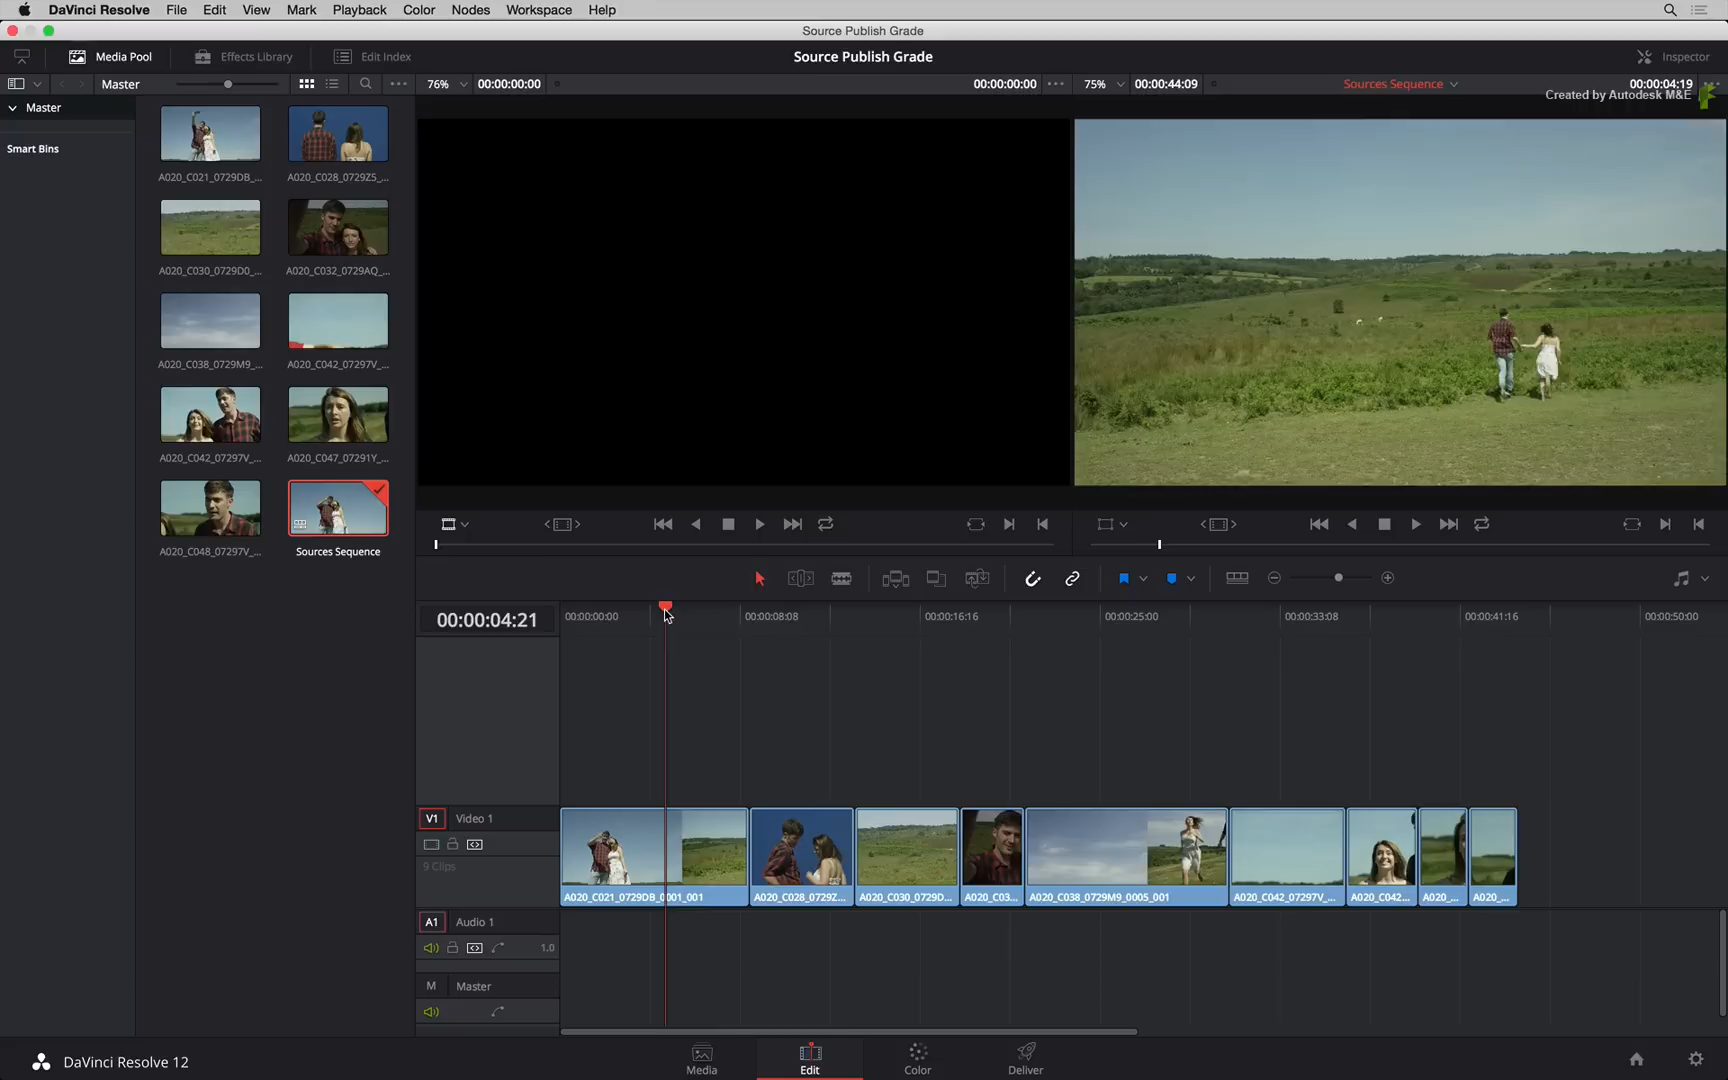 DaVinci Resolve File Edit View Mark Playback Color Nodes Workspace Help
Source Publish Grade
Media Pool Effects Library Edit Index Source Publish Grade Inspector
Master 76% 00:00:00:00 00:00:00:00 75% 00:00:44:09 Sources Sequence 00:00:04:19
Created by Autodesk M&E
Master
Smart Bins
A020_C021_0729DB_... A020_C028_0729Z5_...
A020_C030_0729D0_... A020_C032_0729AQ_...
A020_C038_0729M9_... A020_C042_07297V_...
A020_C042_07297V_... A020_C047_07291Y_...
A020_C048_07297V_... Sources Sequence
00:00:04:21 00:00:00:00 00:00:08:08 00:00:16:16 00:00:25:00 00:00:33:08 00:00:41:16 00:00:50:00
V1 Video 1
9 Clips
A020_C021_0729DB_0001_001 A020_C028_0729Z... A020_C030_0729D... A020_C03... A020_C038_0729M9_0005_001 A020_C042_07297V_... A020_C042... A020_... A020_...
A1 Audio 1
1.0
M Master
DaVinci Resolve 12 Media Edit Color Deliver